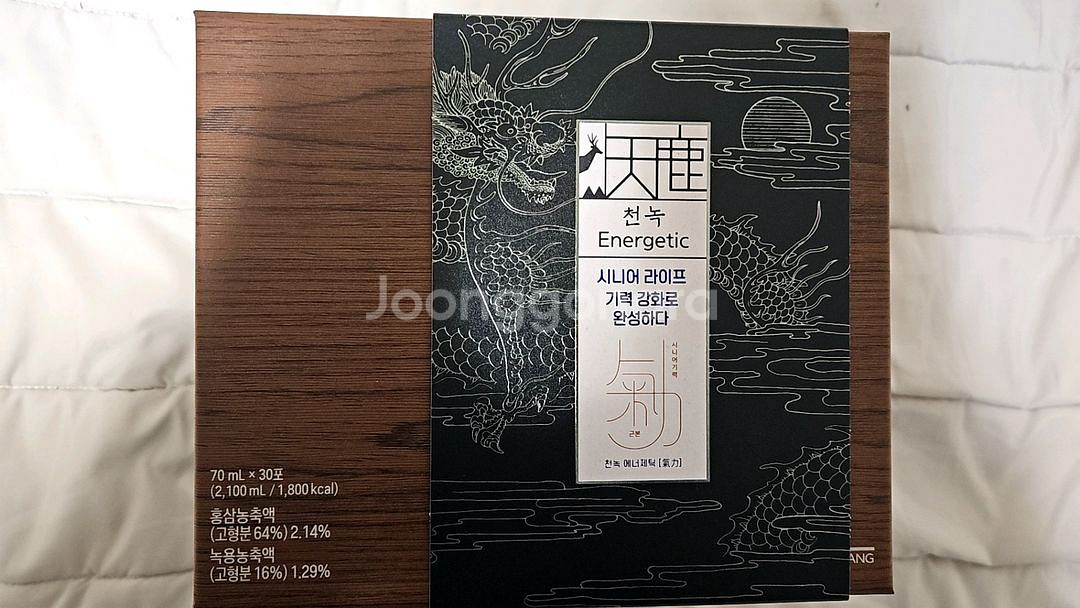 天鹿
천녹
Energetic
시니어 라이프
기력 강화로
완성하다
시니어기력
근본
천녹 에너제틱 [氣力]
70 mL × 30포
(2,100 mL / 1,800 kcal)
홍삼농축액
(고형분 64%) 2.14%
녹용농축액
(고형분 16%) 1.29%
ANG